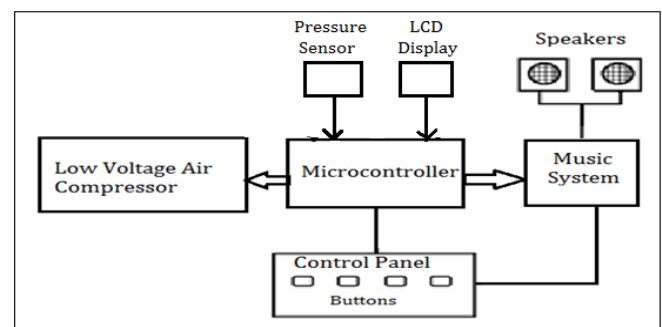 Pressure
Sensor
LCD
Display
Speakers
Low Voltage Air
Compressor
Microcontroller
Music
System
Control Panel
Buttons